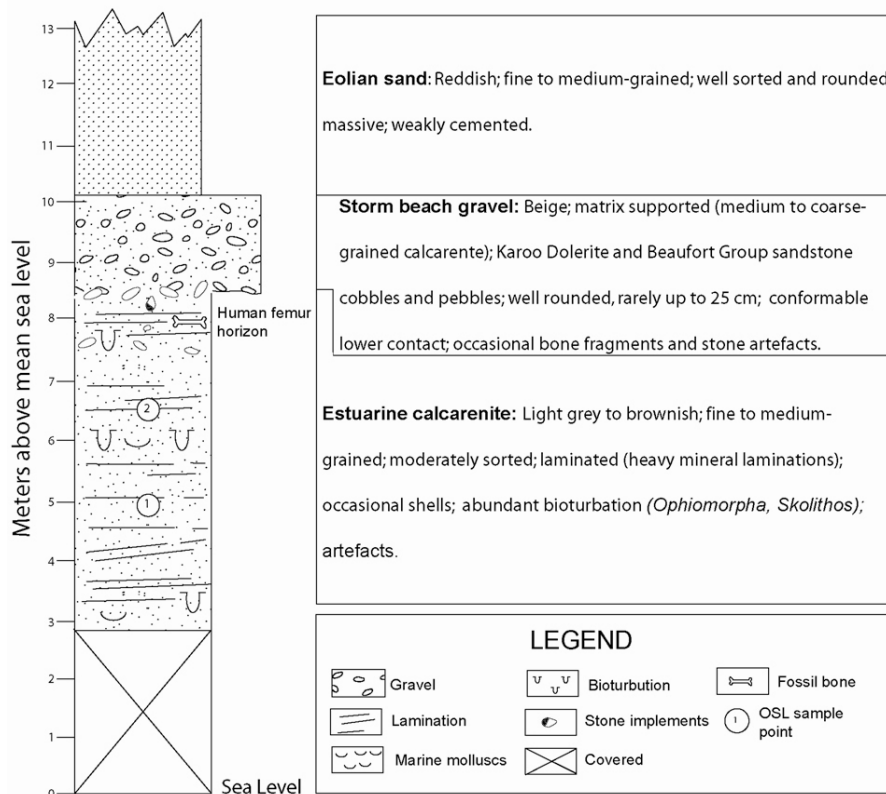 Meters above mean sea level
13
12
11
10
9
8
7
6
5
4
3
2
1
0
2
1
Human femur
horizon
Sea Level
Eolian sand: Reddish; fine to medium-grained; well sorted and rounded
massive; weakly cemented.
Storm beach gravel: Beige; matrix supported (medium to coarse-
grained calcarente); Karoo Dolerite and Beaufort Group sandstone
cobbles and pebbles; well rounded, rarely up to 25 cm; conformable
lower contact; occasional bone fragments and stone artefacts.
Estuarine calcarenite: Light grey to brownish; fine to medium-
grained; moderately sorted; laminated (heavy mineral laminations);
occasional shells; abundant bioturbation (Ophiomorpha, Skolithos);
artefacts.
LEGEND
Gravel
Bioturbution
Fossil bone
Lamination
Stone implements
1
OSL sample
point
Marine molluscs
Covered